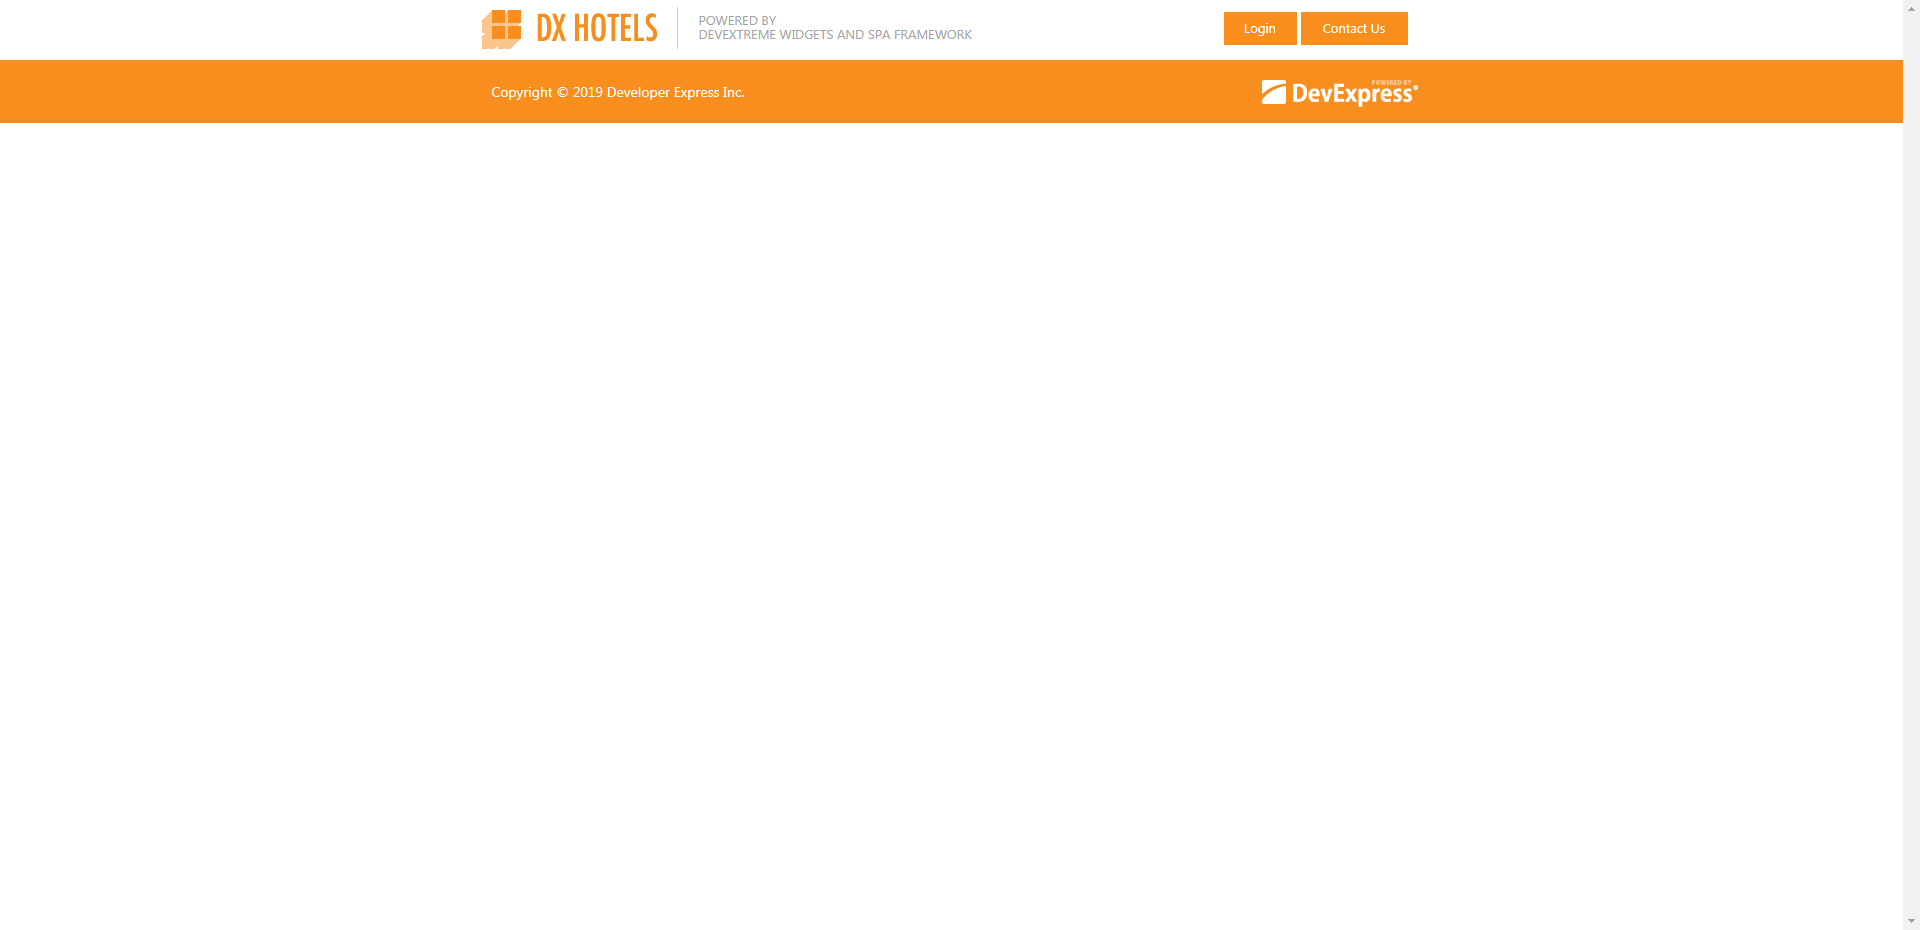 DX HOTELS
POWERED BY
DEVEXTREME WIDGETS AND SPA FRAMEWORK
Login
Contact Us
Copyright © 2019 Developer Express Inc.
POWERED BY
DevExpress